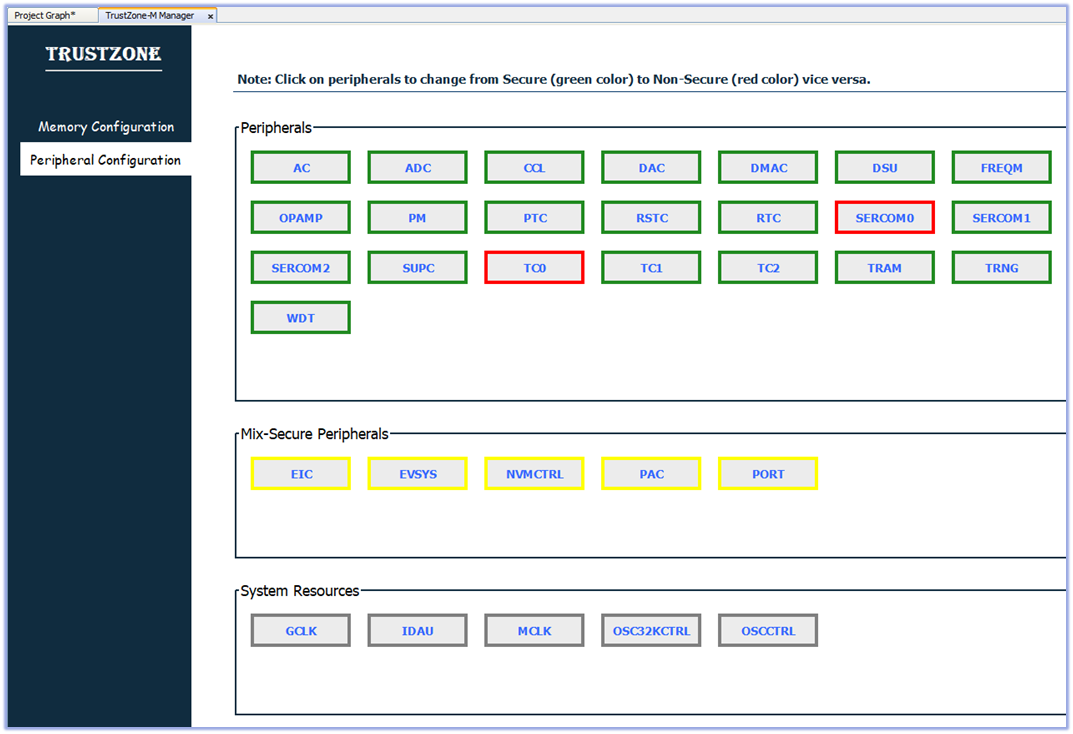 Project Graph*
TrustZone-M Manager x
TRUSTZONE
Memory Configuration
Peripheral Configuration
Note: Click on peripherals to change from Secure (green color) to Non-Secure (red color) vice versa.
Peripherals
AC ADC CCL DAC DMAC DSU FREQM
OPAMP PM PTC RSTC RTC SERCOM0 SERCOM1
SERCOM2 SUPC TC0 TC1 TC2 TRAM TRNG
WDT
Mix-Secure Peripherals
EIC EVSYS NVMCTRL PAC PORT
System Resources
GCLK IDAU MCLK OSC32KCTRL OSCCTRL